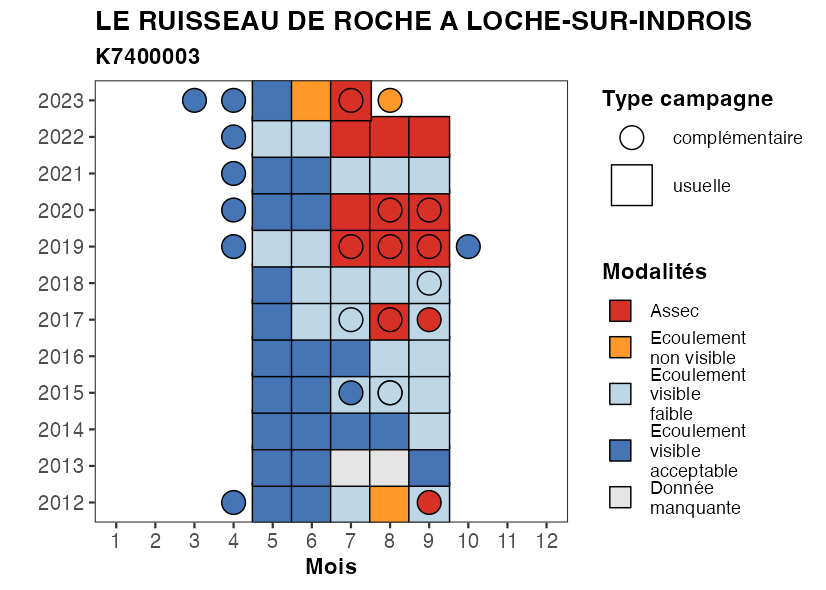 LE RUISSEAU DE ROCHE A LOCHE-SUR-INDROIS
K7400003
2023
2022
2021
2020
2019
2018
2017
2016
2015
2014
2013
2012
1 2 3 4 5 6 7 8 9 10 11 12
Mois
Type campagne
complémentaire
usuelle
Modalités
Assec
Ecoulement
non visible
Ecoulement
visible
faible
Ecoulement
visible
acceptable
Donnée
manquante